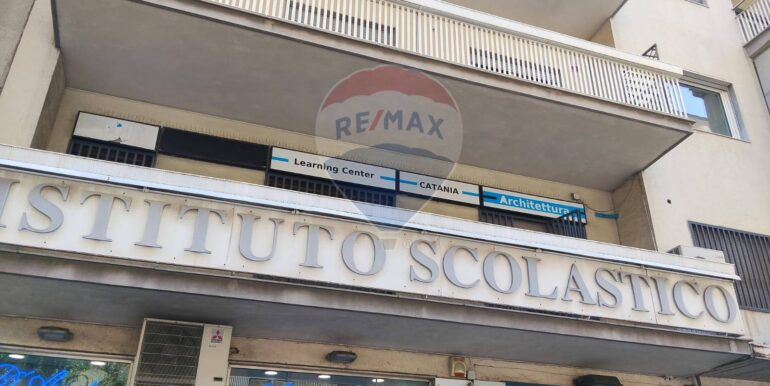 RE/MAX
Learning Center
CATANIA
Architettura
ISTITUTO SCOLASTICO